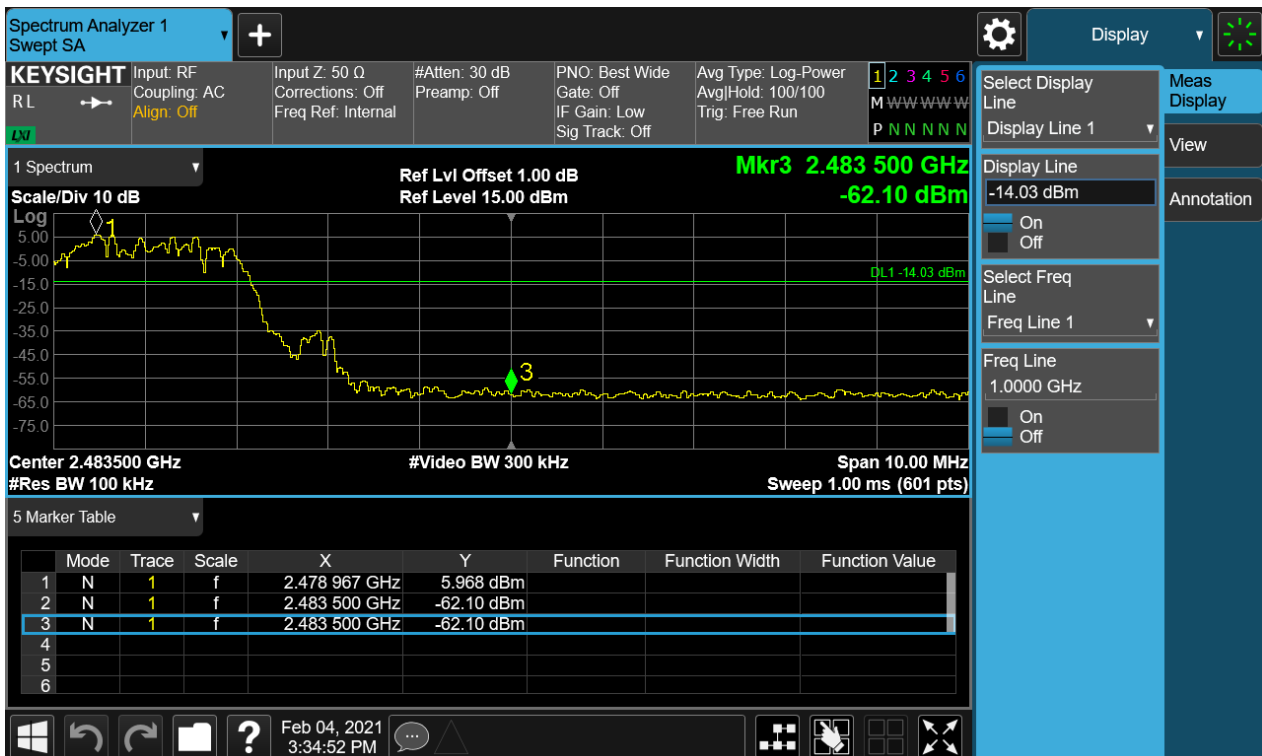 Spectrum Analyzer 1
Swept SA
Display
KEYSIGHT
R L
LXI
Input: RF
Coupling: AC
Align: Off
Input Z: 50 Ω
Corrections: Off
Freq Ref: Internal
#Atten: 30 dB
Preamp: Off
PNO: Best Wide
Gate: Off
IF Gain: Low
Sig Track: Off
Avg Type: Log-Power
Avg|Hold: 100/100
Trig: Free Run
1 2 3 4 5 6
M W W W W W
P N N N N N
1 Spectrum
Scale/Div 10 dB
Ref Lvl Offset 1.00 dB
Ref Level 15.00 dBm
Mkr3 2.483 500 GHz
-62.10 dBm
Log
5.00
-5.00
-15.0
-25.0
-35.0
-45.0
-55.0
-65.0
-75.0
1
3
DL1 -14.03 dBm
Center 2.483500 GHz
#Video BW 300 kHz
Span 10.00 MHz
#Res BW 100 kHz
Sweep 1.00 ms (601 pts)
5 Marker Table
Mode Trace Scale X Y Function Function Width Function Value
1 N 1 f 2.478 967 GHz 5.968 dBm
2 N 1 f 2.483 500 GHz -62.10 dBm
3 N 1 f 2.483 500 GHz -62.10 dBm
4
5
6
Select Display
Line
Display Line 1
Display Line
-14.03 dBm
On
Off
Select Freq
Line
Freq Line 1
Freq Line
1.0000 GHz
On
Off
Meas
Display
View
Annotation
?
Feb 04, 2021
3:34:52 PM